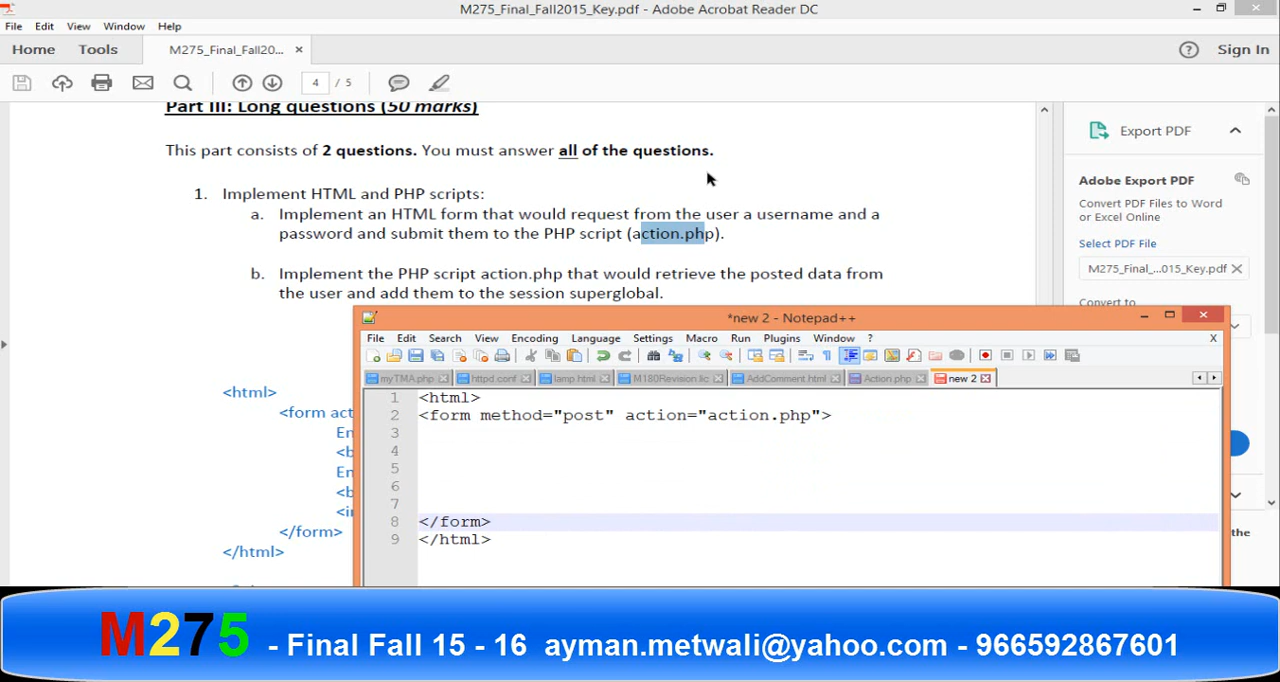 M275_Final_Fall2015_Key.pdf - Adobe Acrobat Reader DC
File Edit View Window Help
Home Tools M275_Final_Fall20... × Sign In
4 / 5
Part III: Long questions (50 marks)
This part consists of 2 questions. You must answer all of the questions.
1. Implement HTML and PHP scripts:
a. Implement an HTML form that would request from the user a username and a
password and submit them to the PHP script (action.php).
b. Implement the PHP script action.php that would retrieve the posted data from
the user and add them to the session superglobal.
<html>
<form act
En
<b
En
<b
<in
</form>
</html>
Export PDF
Adobe Export PDF
Convert PDF Files to Word
or Excel Online
Select PDF File
M275_Final_...015_Key.pdf ×
Convert to
the
*new 2 - Notepad++
File Edit Search View Encoding Language Settings Macro Run Plugins Window ? X
myTMA.php httpd.conf lamp.html M180Revision.lic AddComment.html Action.php new 2
1 <html>
2 <form method="post" action="action.php">
3
4
5
6
7
8 </form>
9 </html>
M275 - Final Fall 15 - 16 ayman.metwali@yahoo.com - 966592867601